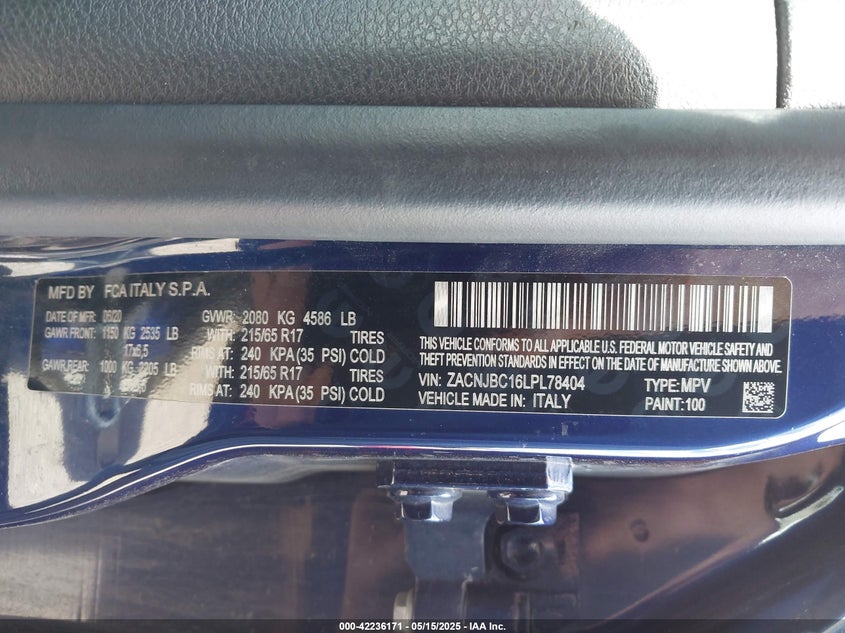 MFD BY FCA ITALY S.P.A.
DATE OF MFR: 06/20 GVWR: 2080 KG 4586 LB
GAWR FRONT: 1150 KG 2535 LB WITH: 215/65 R17 TIRES
17x6,5 RIMS AT: 240 KPA (35 PSI) COLD
GAWR REAR: 1000 KG 2205 LB WITH: 215/65 R17 TIRES
RIMS AT: 240 KPA (35 PSI) COLD
THIS VEHICLE CONFORMS TO ALL APPLICABLE U.S. FEDERAL MOTOR VEHICLE SAFETY AND
THEFT PREVENTION STANDARDS IN EFFECT ON THE DATE OF MANUFACTURE SHOWN ABOVE.
VIN: ZACNJBC16LPL78404 TYPE: MPV
VEHICLE MADE IN: ITALY PAINT: 100
000-42236171 - 05/15/2025 - IAA Inc.